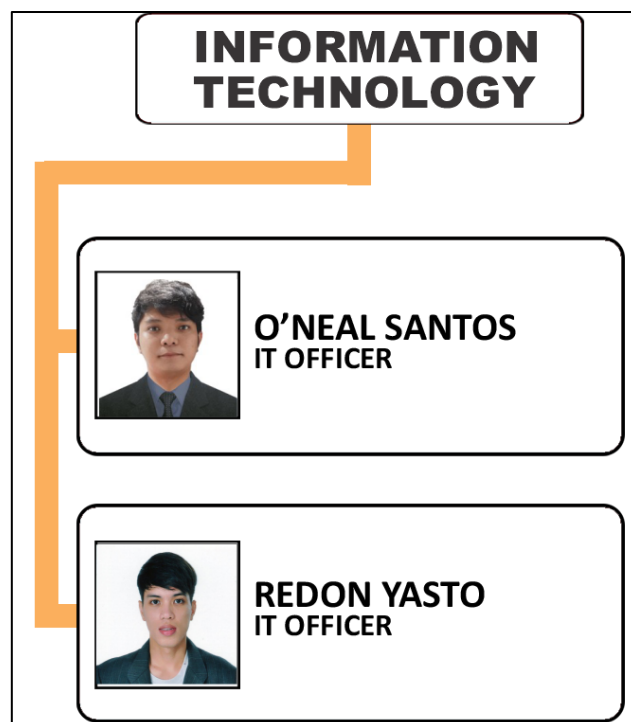 INFORMATION
TECHNOLOGY
O’NEAL SANTOS
IT OFFICER
REDON YASTO
IT OFFICER